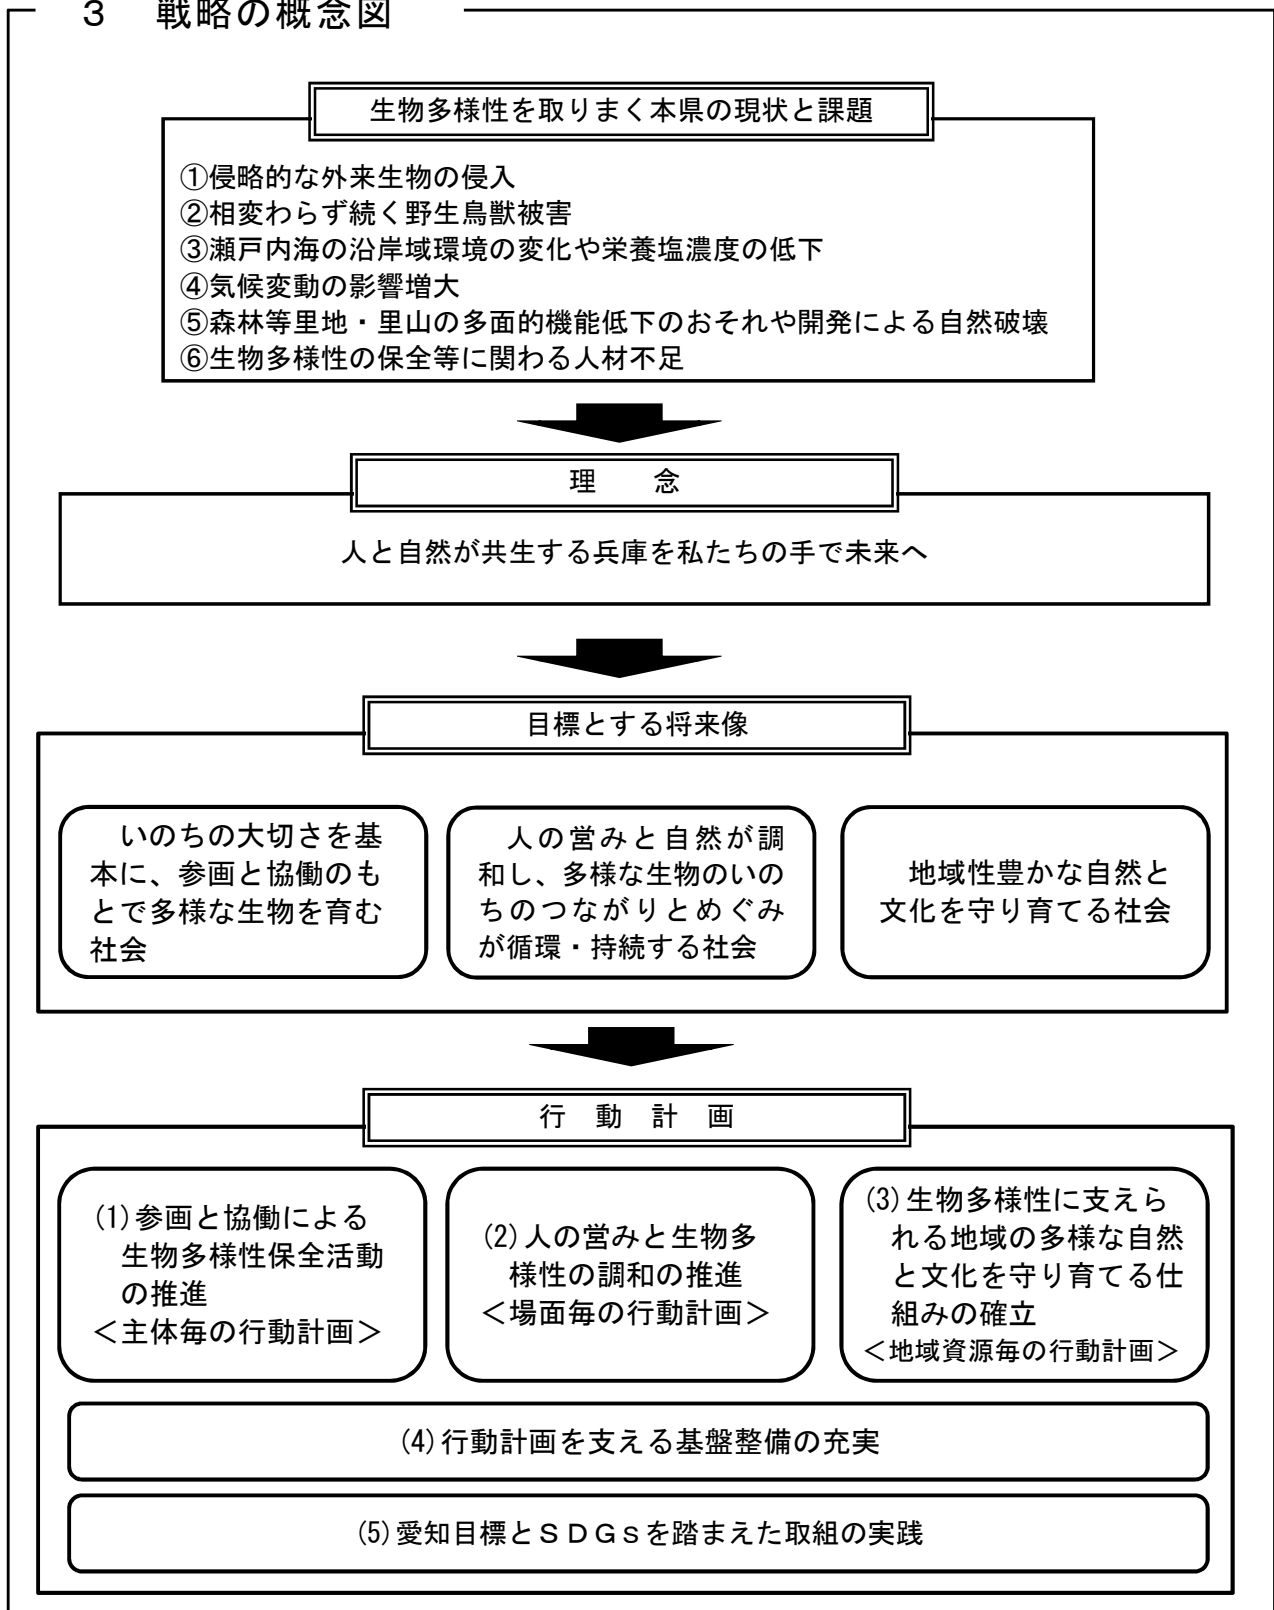 ３　戦略の概念図
生物多様性を取りまく本県の現状と課題
①侵略的な外来生物の侵入
②相変わらず続く野生鳥獣被害
③瀬戸内海の沿岸域環境の変化や栄養塩濃度の低下
④気候変動の影響増大
⑤森林等里地・里山の多面的機能低下のおそれや開発による自然破壊
⑥生物多様性の保全等に関わる人材不足
理　　念
人と自然が共生する兵庫を私たちの手で未来へ
目標とする将来像
いのちの大切さを基
本に、参画と協働のも
とで多様な生物を育む
社会
人の営みと自然が調
和し、多様な生物のいの
ちのつながりとめぐみ
が循環・持続する社会
地域性豊かな自然と
文化を守り育てる社会
行　動　計　画
(1)参画と協働による
生物多様性保全活動
の推進
＜主体毎の行動計画＞
(2)人の営みと生物多
様性の調和の推進
＜場面毎の行動計画＞
(3)生物多様性に支えら
れる地域の多様な自然
と文化を守り育てる仕
組みの確立
＜地域資源毎の行動計画＞
(4)行動計画を支える基盤整備の充実
(5)愛知目標とＳＤＧｓを踏まえた取組の実践